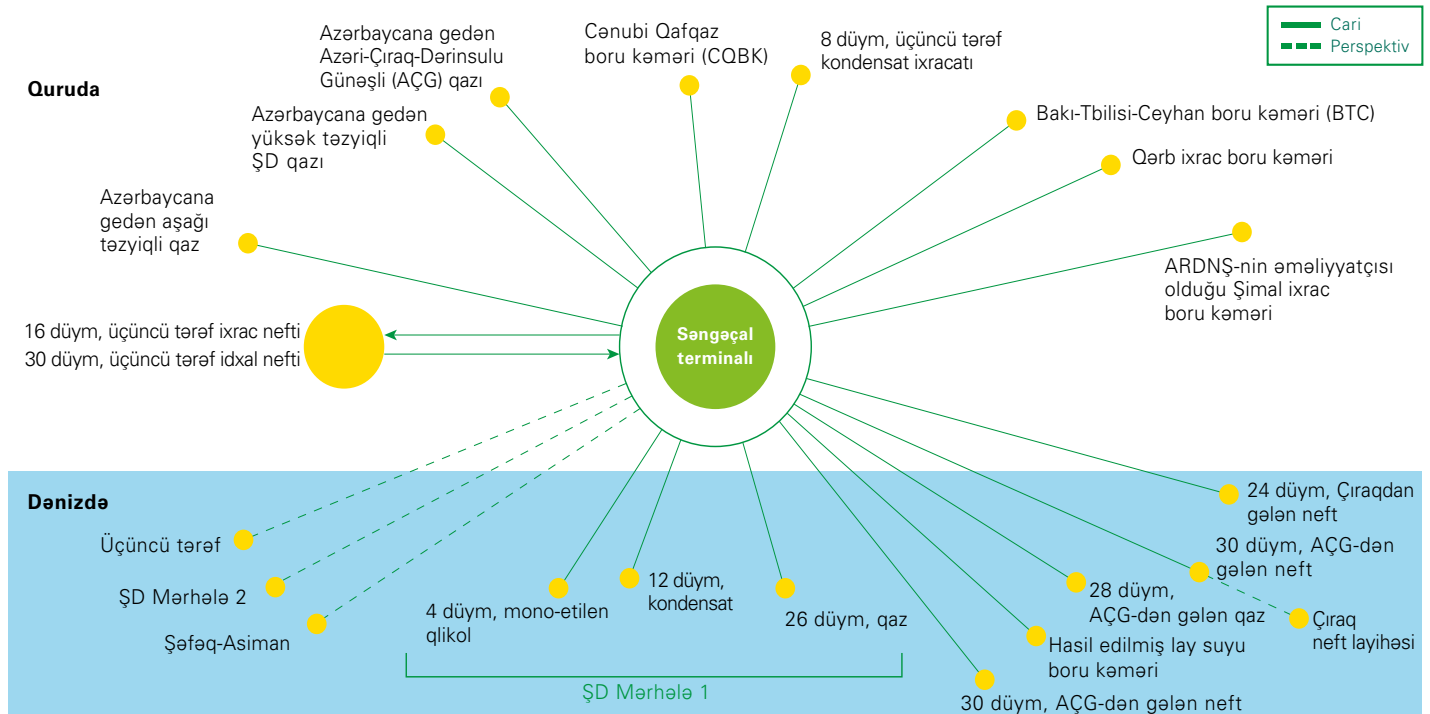 Cari
Perspektiv
Quruda
Azərbaycana gedən
Azəri-Çıraq-Dərinsulu
Günəşli (AÇG) qazı
Cənubi Qafqaz
boru kəməri (CQBK)
8 düym, üçüncü tərəf
kondensat ixracatı
Azərbaycana gedən
yüksək təzyiqli
ŞD qazı
Bakı-Tbilisi-Ceyhan boru kəməri (BTC)
Qərb ixrac boru kəməri
Azərbaycana
gedən aşağı
təzyiqli qaz
ARDNŞ-nin əməliyyatçısı
olduğu Şimal ixrac
boru kəməri
16 düym, üçüncü tərəf ixrac nefti
30 düym, üçüncü tərəf idxal nefti
Səngəçal
terminalı
Dənizdə
Üçüncü tərəf
ŞD Mərhələ 2
Şəfəq-Asiman
4 düym, mono-etilen
qlikol
12 düym,
kondensat
26 düym, qaz
ŞD Mərhələ 1
24 düym, Çıraqdan
gələn neft
30 düym, AÇG-dən
gələn neft
28 düym,
AÇG-dən gələn qaz
Çıraq
neft layihəsi
Hasil edilmiş lay suyu
boru kəməri
30 düym, AÇG-dən gələn neft